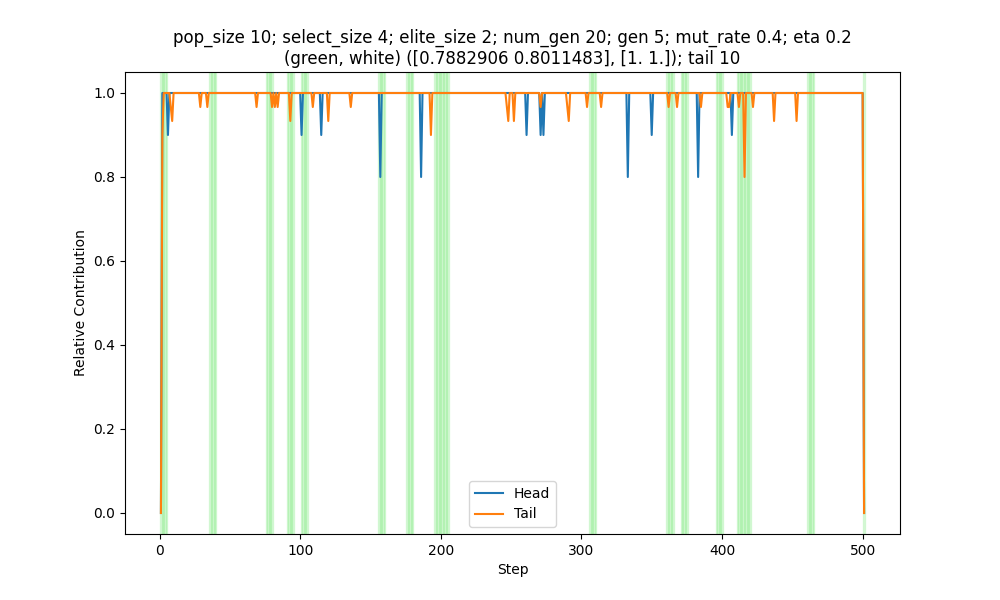 pop_size 10; select_size 4; elite_size 2; num_gen 20; gen 5; mut_rate 0.4; eta 0.2
(green, white) ([0.7882906 0.8011483], [1. 1.]); tail 10
Relative Contribution
1.0
0.8
0.6
0.4
0.2
0.0
Head
Tail
0
100
200
300
400
500
Step